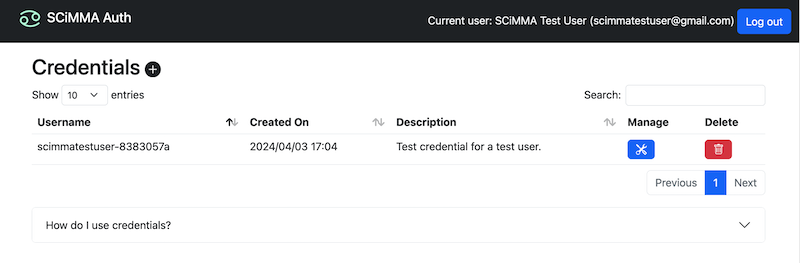 SCiMMA Auth
Current user: SCiMMA Test User (scimmatestuser@gmail.com) Log out
Credentials
Show 10 entries Search:
Username Created On Description Manage Delete
scimmatestuser-8383057a 2024/04/03 17:04 Test credential for a test user.
Previous 1 Next
How do I use credentials?